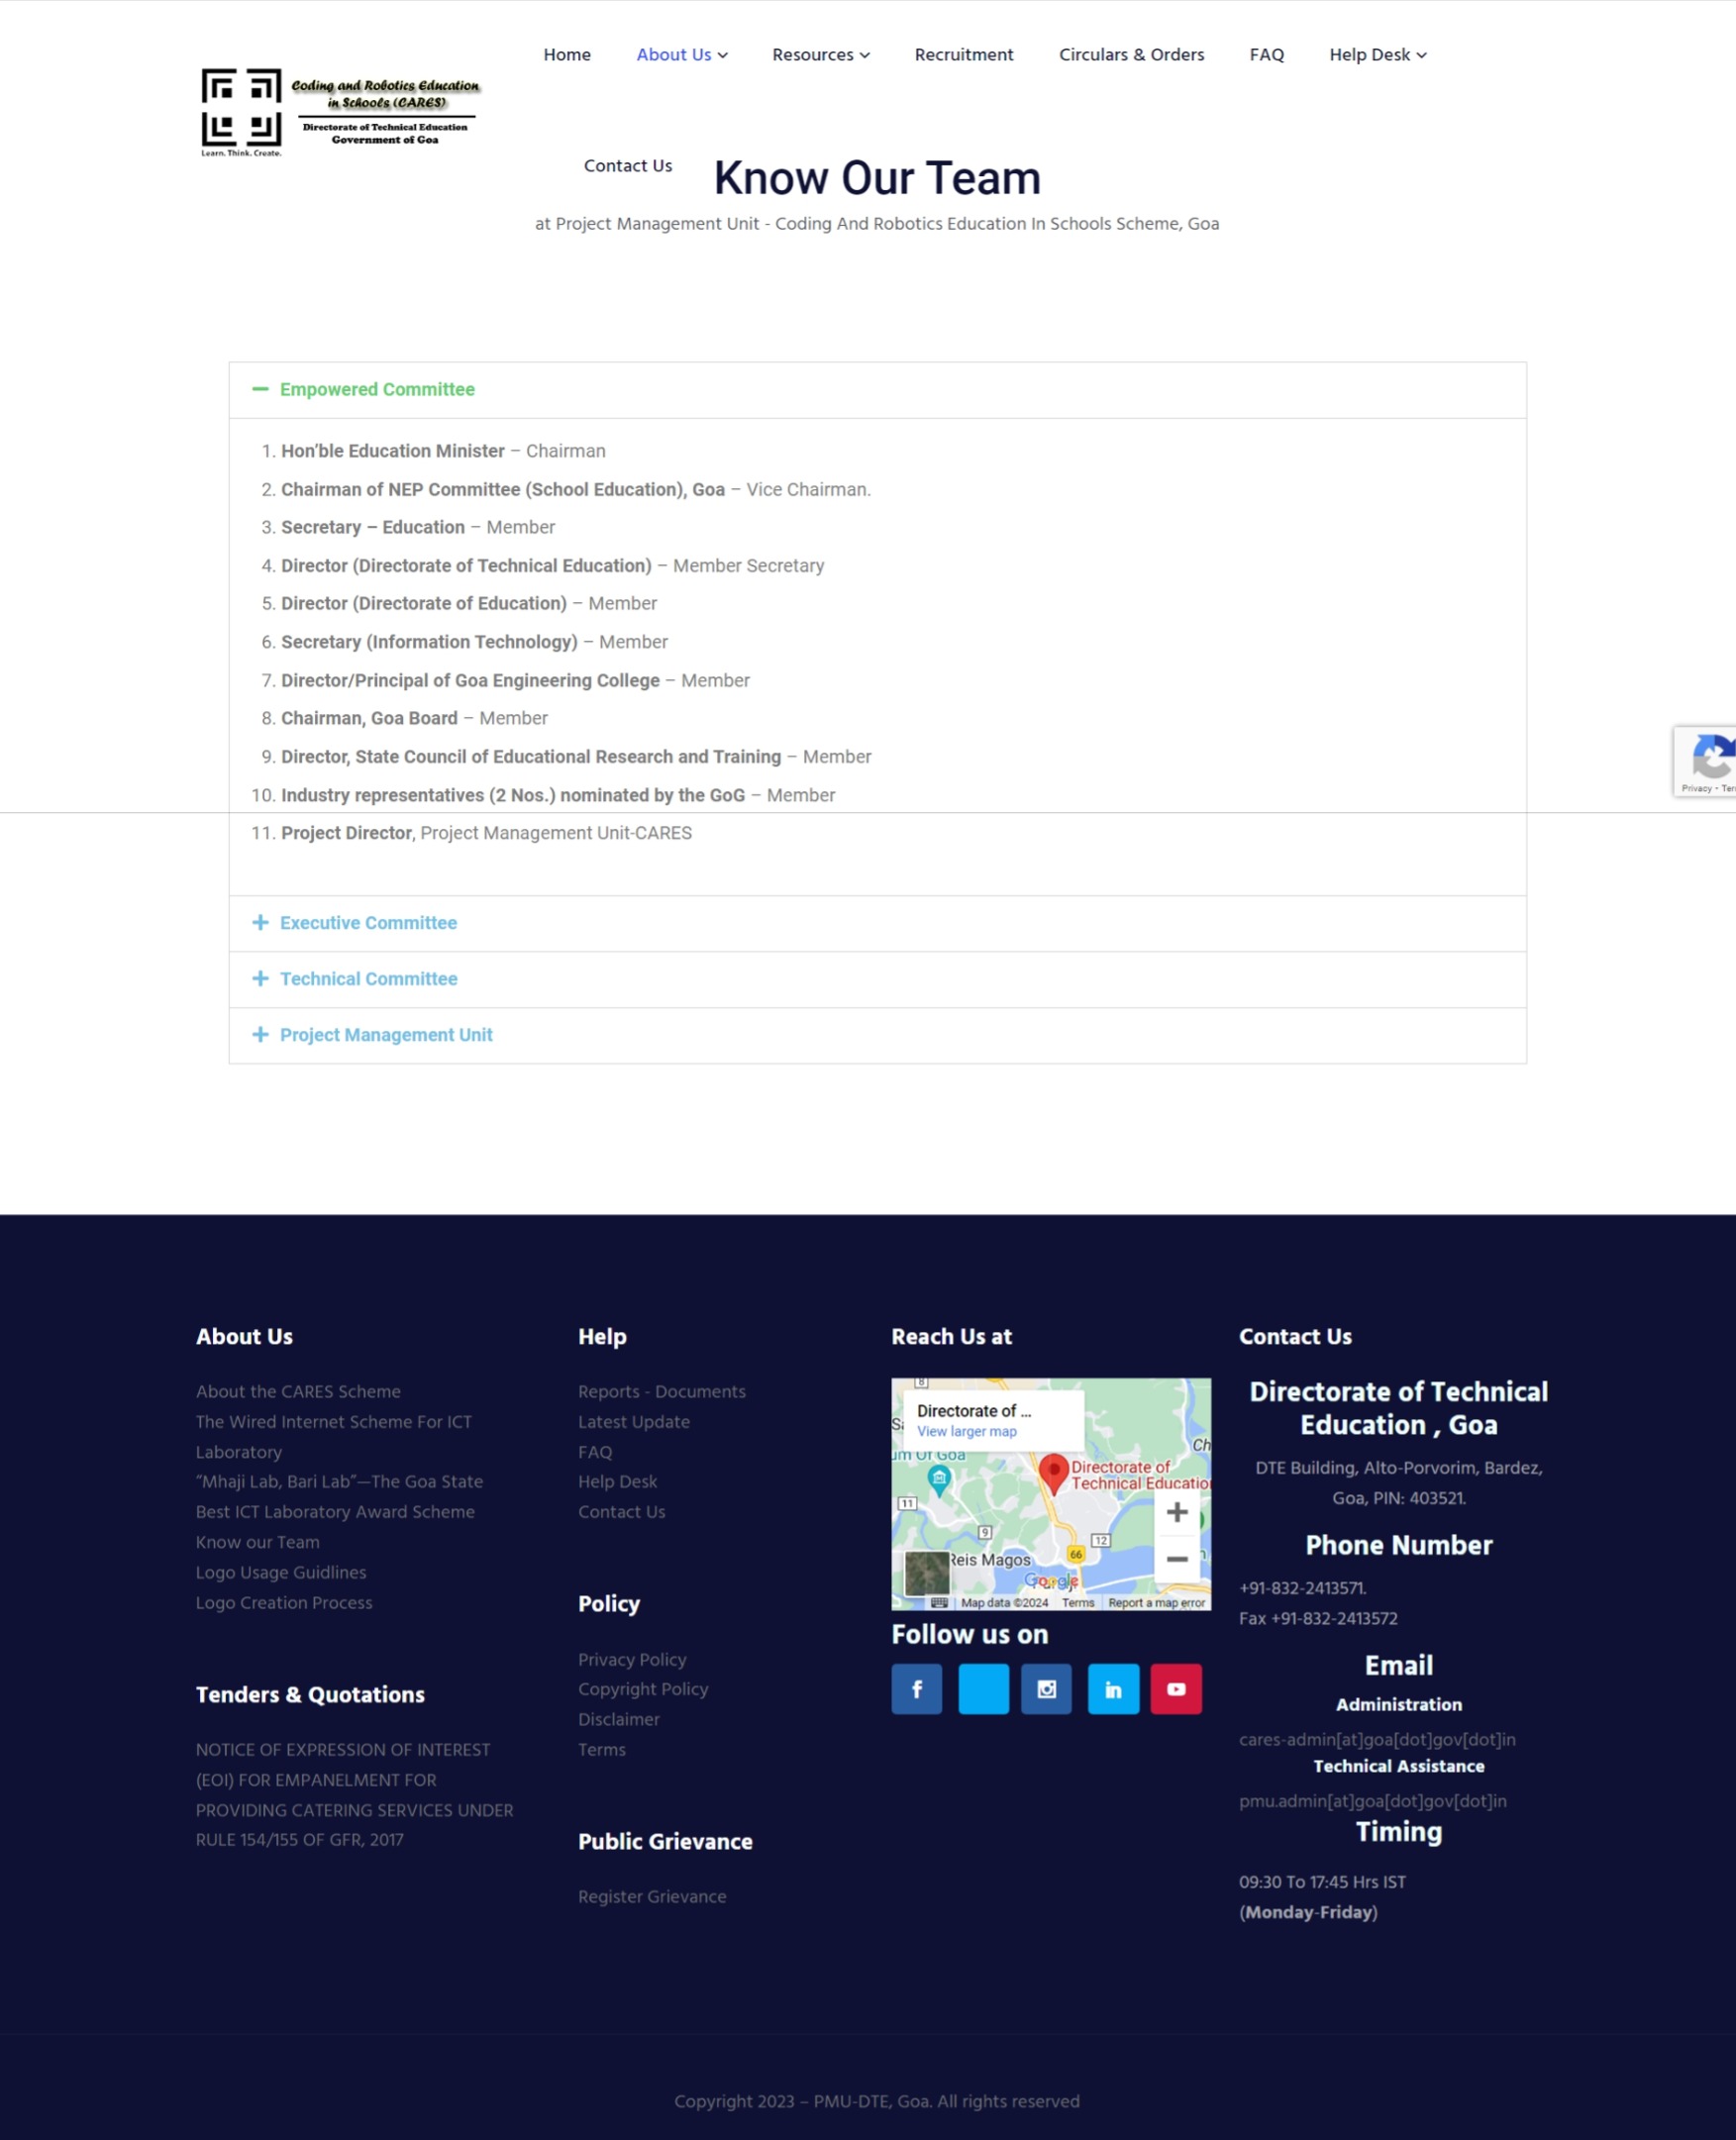 Home About Us Resources Recruitment Circulars & Orders FAQ Help Desk
Coding and Robotics Education
in Schools (CARES)
Directorate of Technical Education
Government of Goa
Learn. Think. Create.
Contact Us
Know Our Team
at Project Management Unit - Coding And Robotics Education In Schools Scheme, Goa
Empowered Committee
1. Hon'ble Education Minister – Chairman
2. Chairman of NEP Committee (School Education), Goa – Vice Chairman.
3. Secretary – Education – Member
4. Director (Directorate of Technical Education) – Member Secretary
5. Director (Directorate of Education) – Member
6. Secretary (Information Technology) – Member
7. Director/Principal of Goa Engineering College – Member
8. Chairman, Goa Board – Member
9. Director, State Council of Educational Research and Training – Member
10. Industry representatives (2 Nos.) nominated by the GoG – Member
11. Project Director, Project Management Unit-CARES
Privacy -
Executive Committee
Technical Committee
Project Management Unit
About Us
About the CARES Scheme
The Wired Internet Scheme For ICT
Laboratory
“Mhaji Lab, Bari Lab”—The Goa State
Best ICT Laboratory Award Scheme
Know our Team
Logo Usage Guidlines
Logo Creation Process
Tenders & Quotations
NOTICE OF EXPRESSION OF INTEREST
(EOI) FOR EMPANELMENT FOR
PROVIDING CATERING SERVICES UNDER
RULE 154/155 OF GFR, 2017
Help
Reports - Documents
Latest Update
FAQ
Help Desk
Contact Us
Policy
Privacy Policy
Copyright Policy
Disclaimer
Terms
Public Grievance
Register Grievance
Reach Us at
8
Directorate of ...
View larger map
um Of Goa
Directorate of
Technical Educatio
11
9
12
66
Reis Magos
Google
Map data ©2024 Terms Report a map error
Follow us on
Contact Us
Directorate of Technical
Education , Goa
DTE Building, Alto-Porvorim, Bardez,
Goa, PIN: 403521.
Phone Number
+91-832-2413571.
Fax +91-832-2413572
Email
Administration
cares-admin[at]goa[dot]gov[dot]in
Technical Assistance
pmu.admin[at]goa[dot]gov[dot]in
Timing
09:30 To 17:45 Hrs IST
(Monday-Friday)
Copyright 2023 – PMU-DTE, Goa. All rights reserved